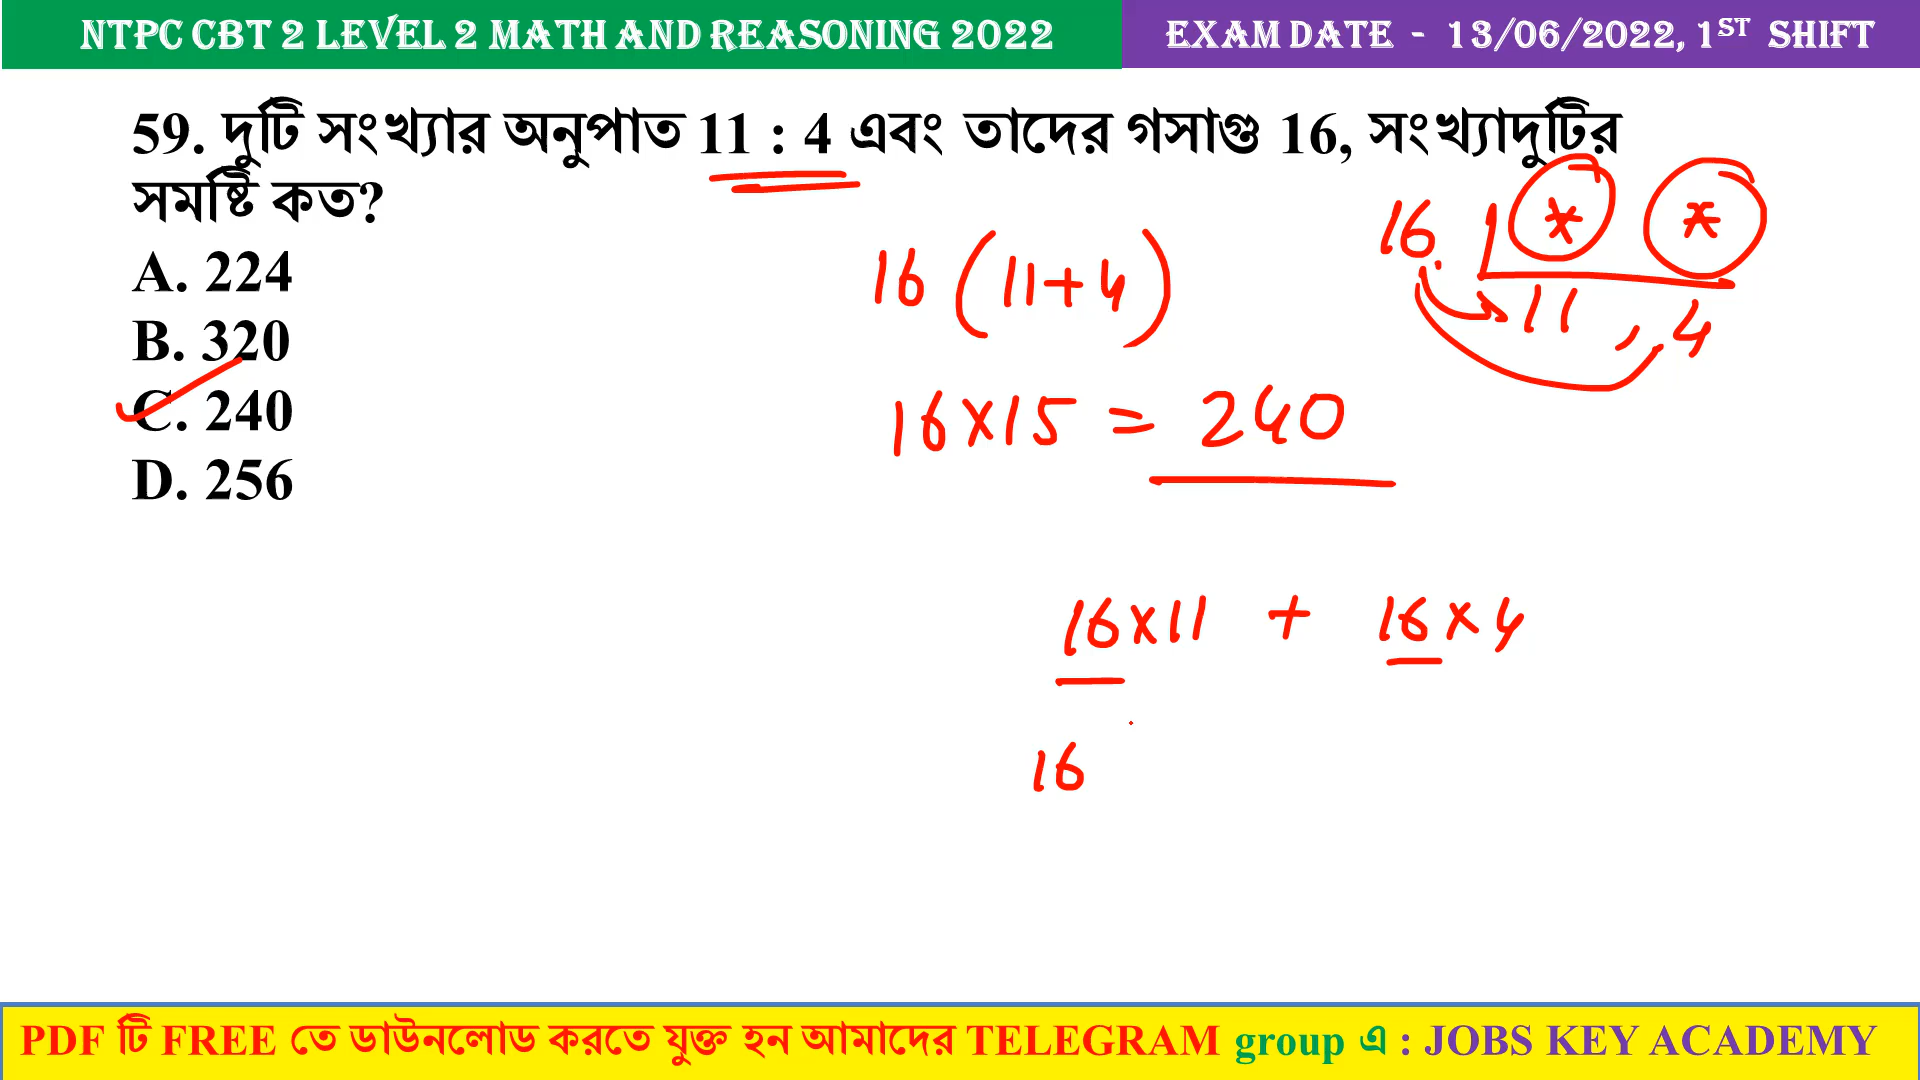 NTPC CBT 2 LEVEL 2 MATH AND REASONING 2022
EXAM DATE - 13/06/2022, 1ST SHIFT
59. দুটি সংখ্যার অনুপাত 11 : 4 এবং তাদের গসাগু 16, সংখ্যাদুটির
সমষ্টি কত?
A. 224
B. 320
C. 240
D. 256
16 * *
11 , 4
16 (11+4)
16×15 = 240
16×11 + 16×4
16
PDF টি FREE তে ডাউনলোড করতে যুক্ত হন আমাদের TELEGRAM group এ : JOBS KEY ACADEMY